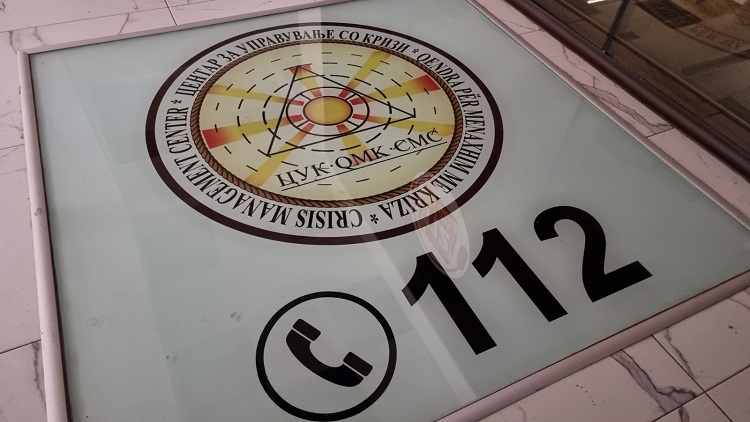 ЦЕНТАР ЗА УПРАВУВАЊЕ СО КРИЗИ * QENDRA PËR MENAXHIM ME KRIZA * CRISIS MANAGEMENT CENTER *
ЦУК·QMK·CMC
112